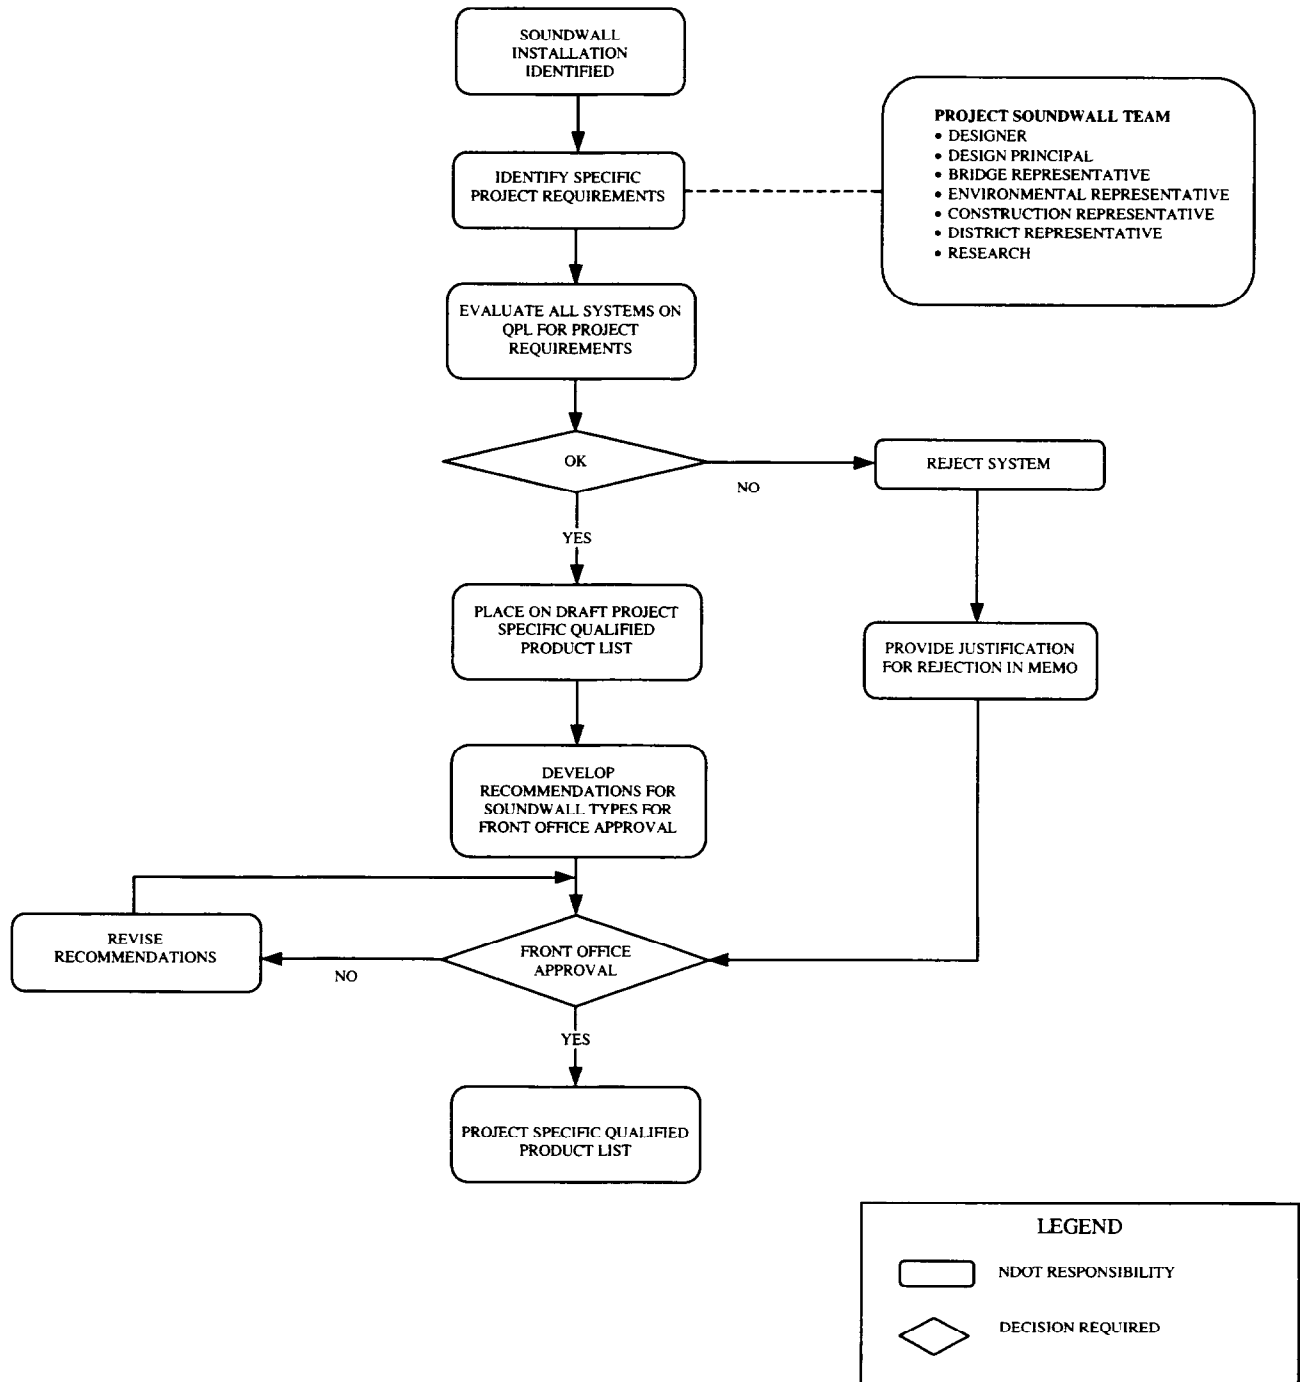 SOUNDWALL
INSTALLATION
IDENTIFIED
PROJECT SOUNDWALL TEAM
• DESIGNER
• DESIGN PRINCIPAL
• BRIDGE REPRESENTATIVE
• ENVIRONMENTAL REPRESENTATIVE
• CONSTRUCTION REPRESENTATIVE
• DISTRICT REPRESENTATIVE
• RESEARCH
IDENTIFY SPECIFIC
PROJECT REQUIREMENTS
EVALUATE ALL SYSTEMS ON
QPL FOR PROJECT
REQUIREMENTS
OK
NO
REJECT SYSTEM
YES
PLACE ON DRAFT PROJECT
SPECIFIC QUALIFIED
PRODUCT LIST
PROVIDE JUSTIFICATION
FOR REJECTION IN MEMO
DEVELOP
RECOMMENDATIONS FOR
SOUNDWALL TYPES FOR
FRONT OFFICE APPROVAL
REVISE
RECOMMENDATIONS
NO
FRONT OFFICE
APPROVAL
YES
PROJECT SPECIFIC QUALIFIED
PRODUCT LIST
LEGEND
NDOT RESPONSIBILITY
DECISION REQUIRED